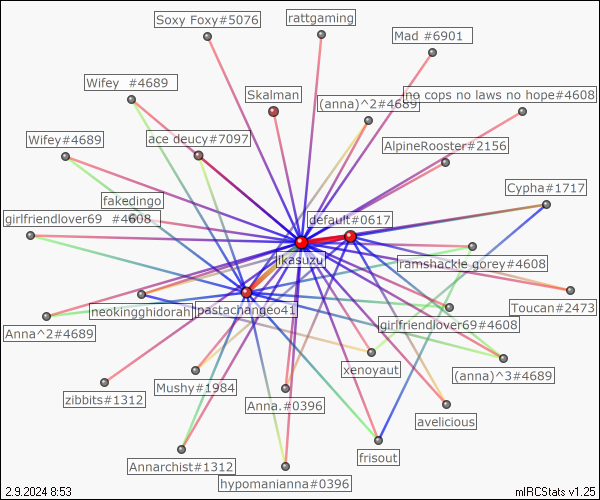 Soxy Foxy#5076
rattgaming
Mad #6901
Wifey  #4689
Skalman
(anna)^2#4689
no cops no laws no hope#4608
ace deucy#7097
Wifey#4689
AlpineRooster#2156
Cypha#1717
fakedingo
girlfriendlover69  #4608
default#0617
ikasuzu
ramshackle gorey#4608
neokingghidorah
pastachangeo41
Toucan#2473
Anna^2#4689
girlfriendlover69#4608
xenoyaut
(anna)^3#4689
Mushy#1984
zibbits#1312
Anna.#0396
avelicious
frisout
Annarchist#1312
hypomanianna#0396
2.9.2024 8:53
mIRCStats v1.25